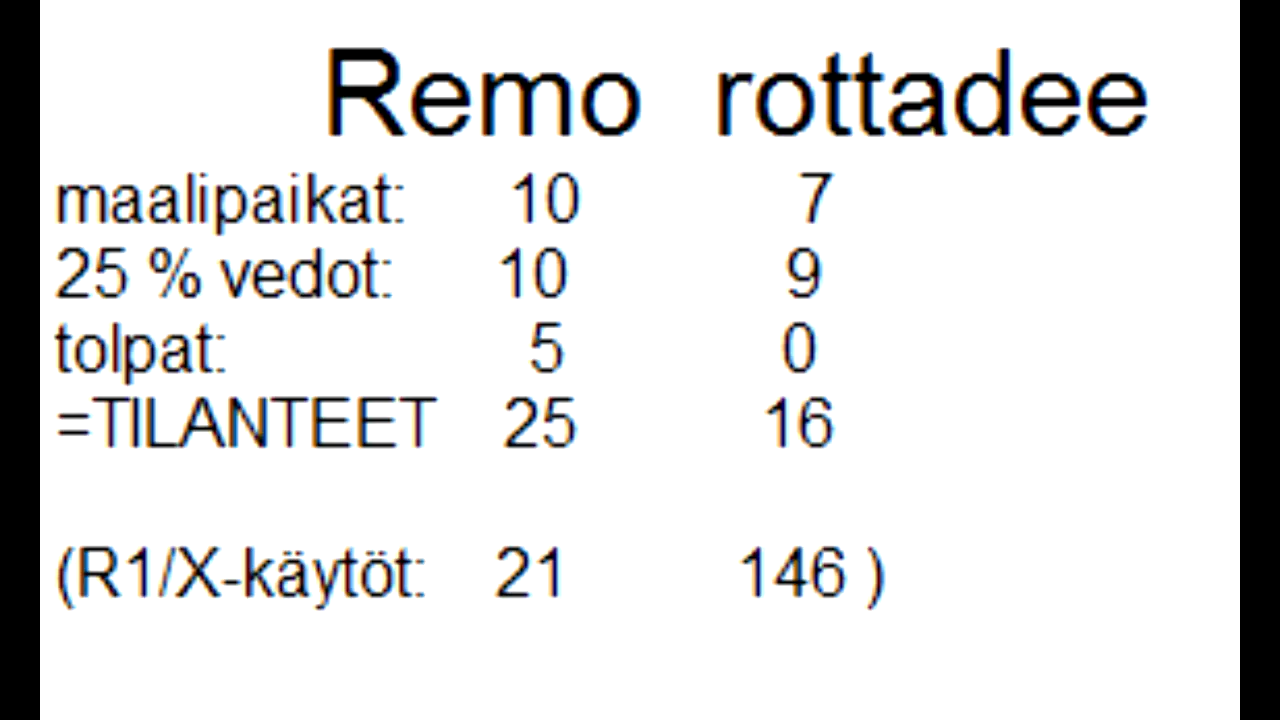 Remo rottadee
maalipaikat: 10 7
25 % vedot: 10 9
tolpat: 5 0
=TILANTEET 25 16
(R1/X-käytöt: 21 146 )